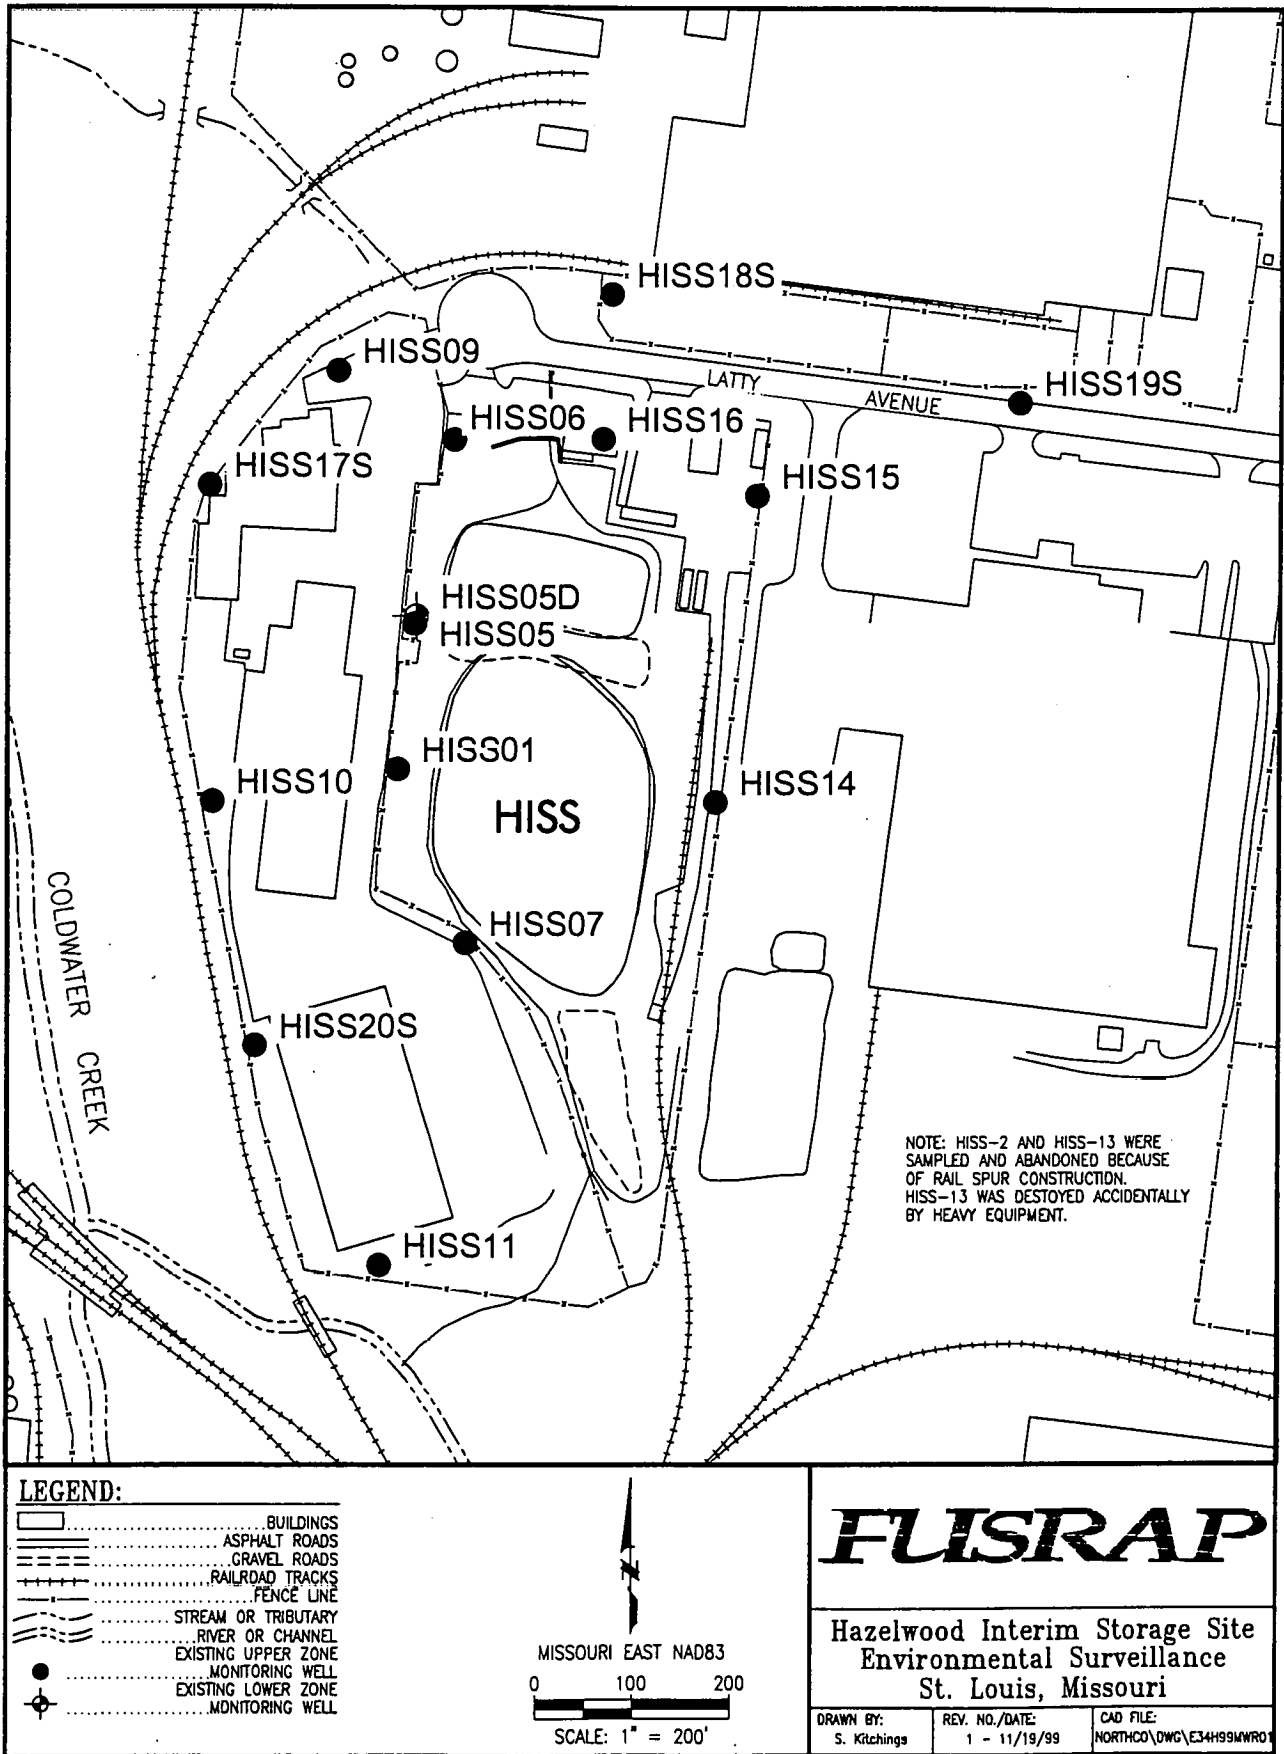 HISS18S
HISS09
LATTY
AVENUE
HISS19S
HISS06
HISS16
HISS17S
HISS15
HISS05D
HISS05
HISS01
HISS10
HISS14
HISS
COLDWATER CREEK
HISS07
HISS20S
NOTE: HISS-2 AND HISS-13 WERE
SAMPLED AND ABANDONED BECAUSE
OF RAIL SPUR CONSTRUCTION.
HISS-13 WAS DESTOYED ACCIDENTALLY
BY HEAVY EQUIPMENT.
HISS11
LEGEND:
BUILDINGS
ASPHALT ROADS
GRAVEL ROADS
RAILROAD TRACKS
FENCE LINE
STREAM OR TRIBUTARY
RIVER OR CHANNEL
EXISTING UPPER ZONE
MONITORING WELL
EXISTING LOWER ZONE
MONITORING WELL
N
MISSOURI EAST NAD83
0 100 200
SCALE: 1" = 200'
FUSRAP
Hazelwood Interim Storage Site
Environmental Surveillance
St. Louis, Missouri
DRAWN BY:
S. Kitchings
REV. NO./DATE:
1 - 11/19/99
CAD FILE:
NORTHCO\DWG\E34H99MWR01